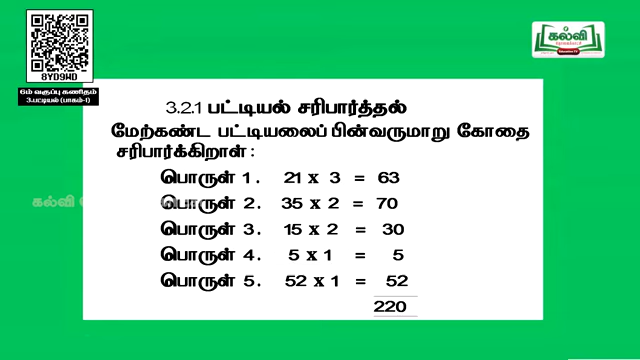 8YD9WD
6ம் வகுப்பு கணிதம்
3.பட்டியல் (பாகம்-1)
கல்வி
3.2.1 பட்டியல் சரிபார்த்தல்
மேற்கண்ட பட்டியலைப் பின்வருமாறு கோதை
சரிபார்க்கிறாள் :
பொருள் 1 . 21 x 3 = 63
பொருள் 2 . 35 x 2 = 70
பொருள் 3 . 15 x 2 = 30
பொருள் 4 . 5 x 1 = 5
பொருள் 5 . 52 x 1 = 52
220
கல்வி